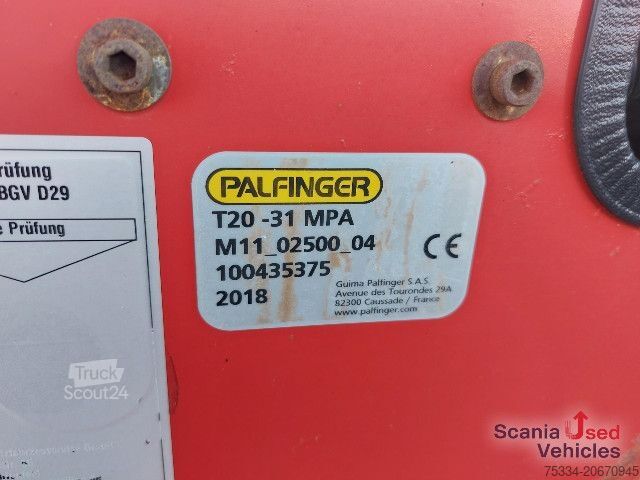 rüfung
BGV D29
e Prüfung
PALFINGER
T20 -31 MPA
M11_02500_04
100435375
2018
CE
Guima Palfinger S.A.S.
Avenue des Tourondes 29A
82300 Caussade / France
www.palfinger.com
Truck
Scout24
Scania Used
Vehicles
75334-20670945